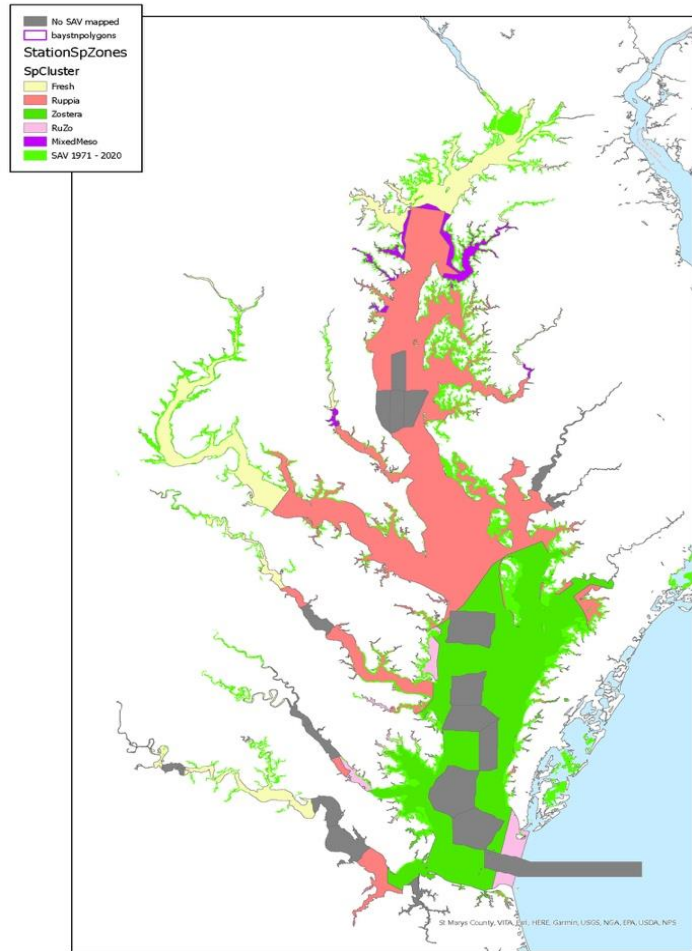 No SAV mapped
baystnpolygons
StationSpZones
SpCluster
Fresh
Ruppia
Zostera
RuZo
MixedMeso
SAV 1971 - 2020
St Marys County, VITA, Esri, HERE, Garmin, USGS, NGA, EPA, USDA, NPS